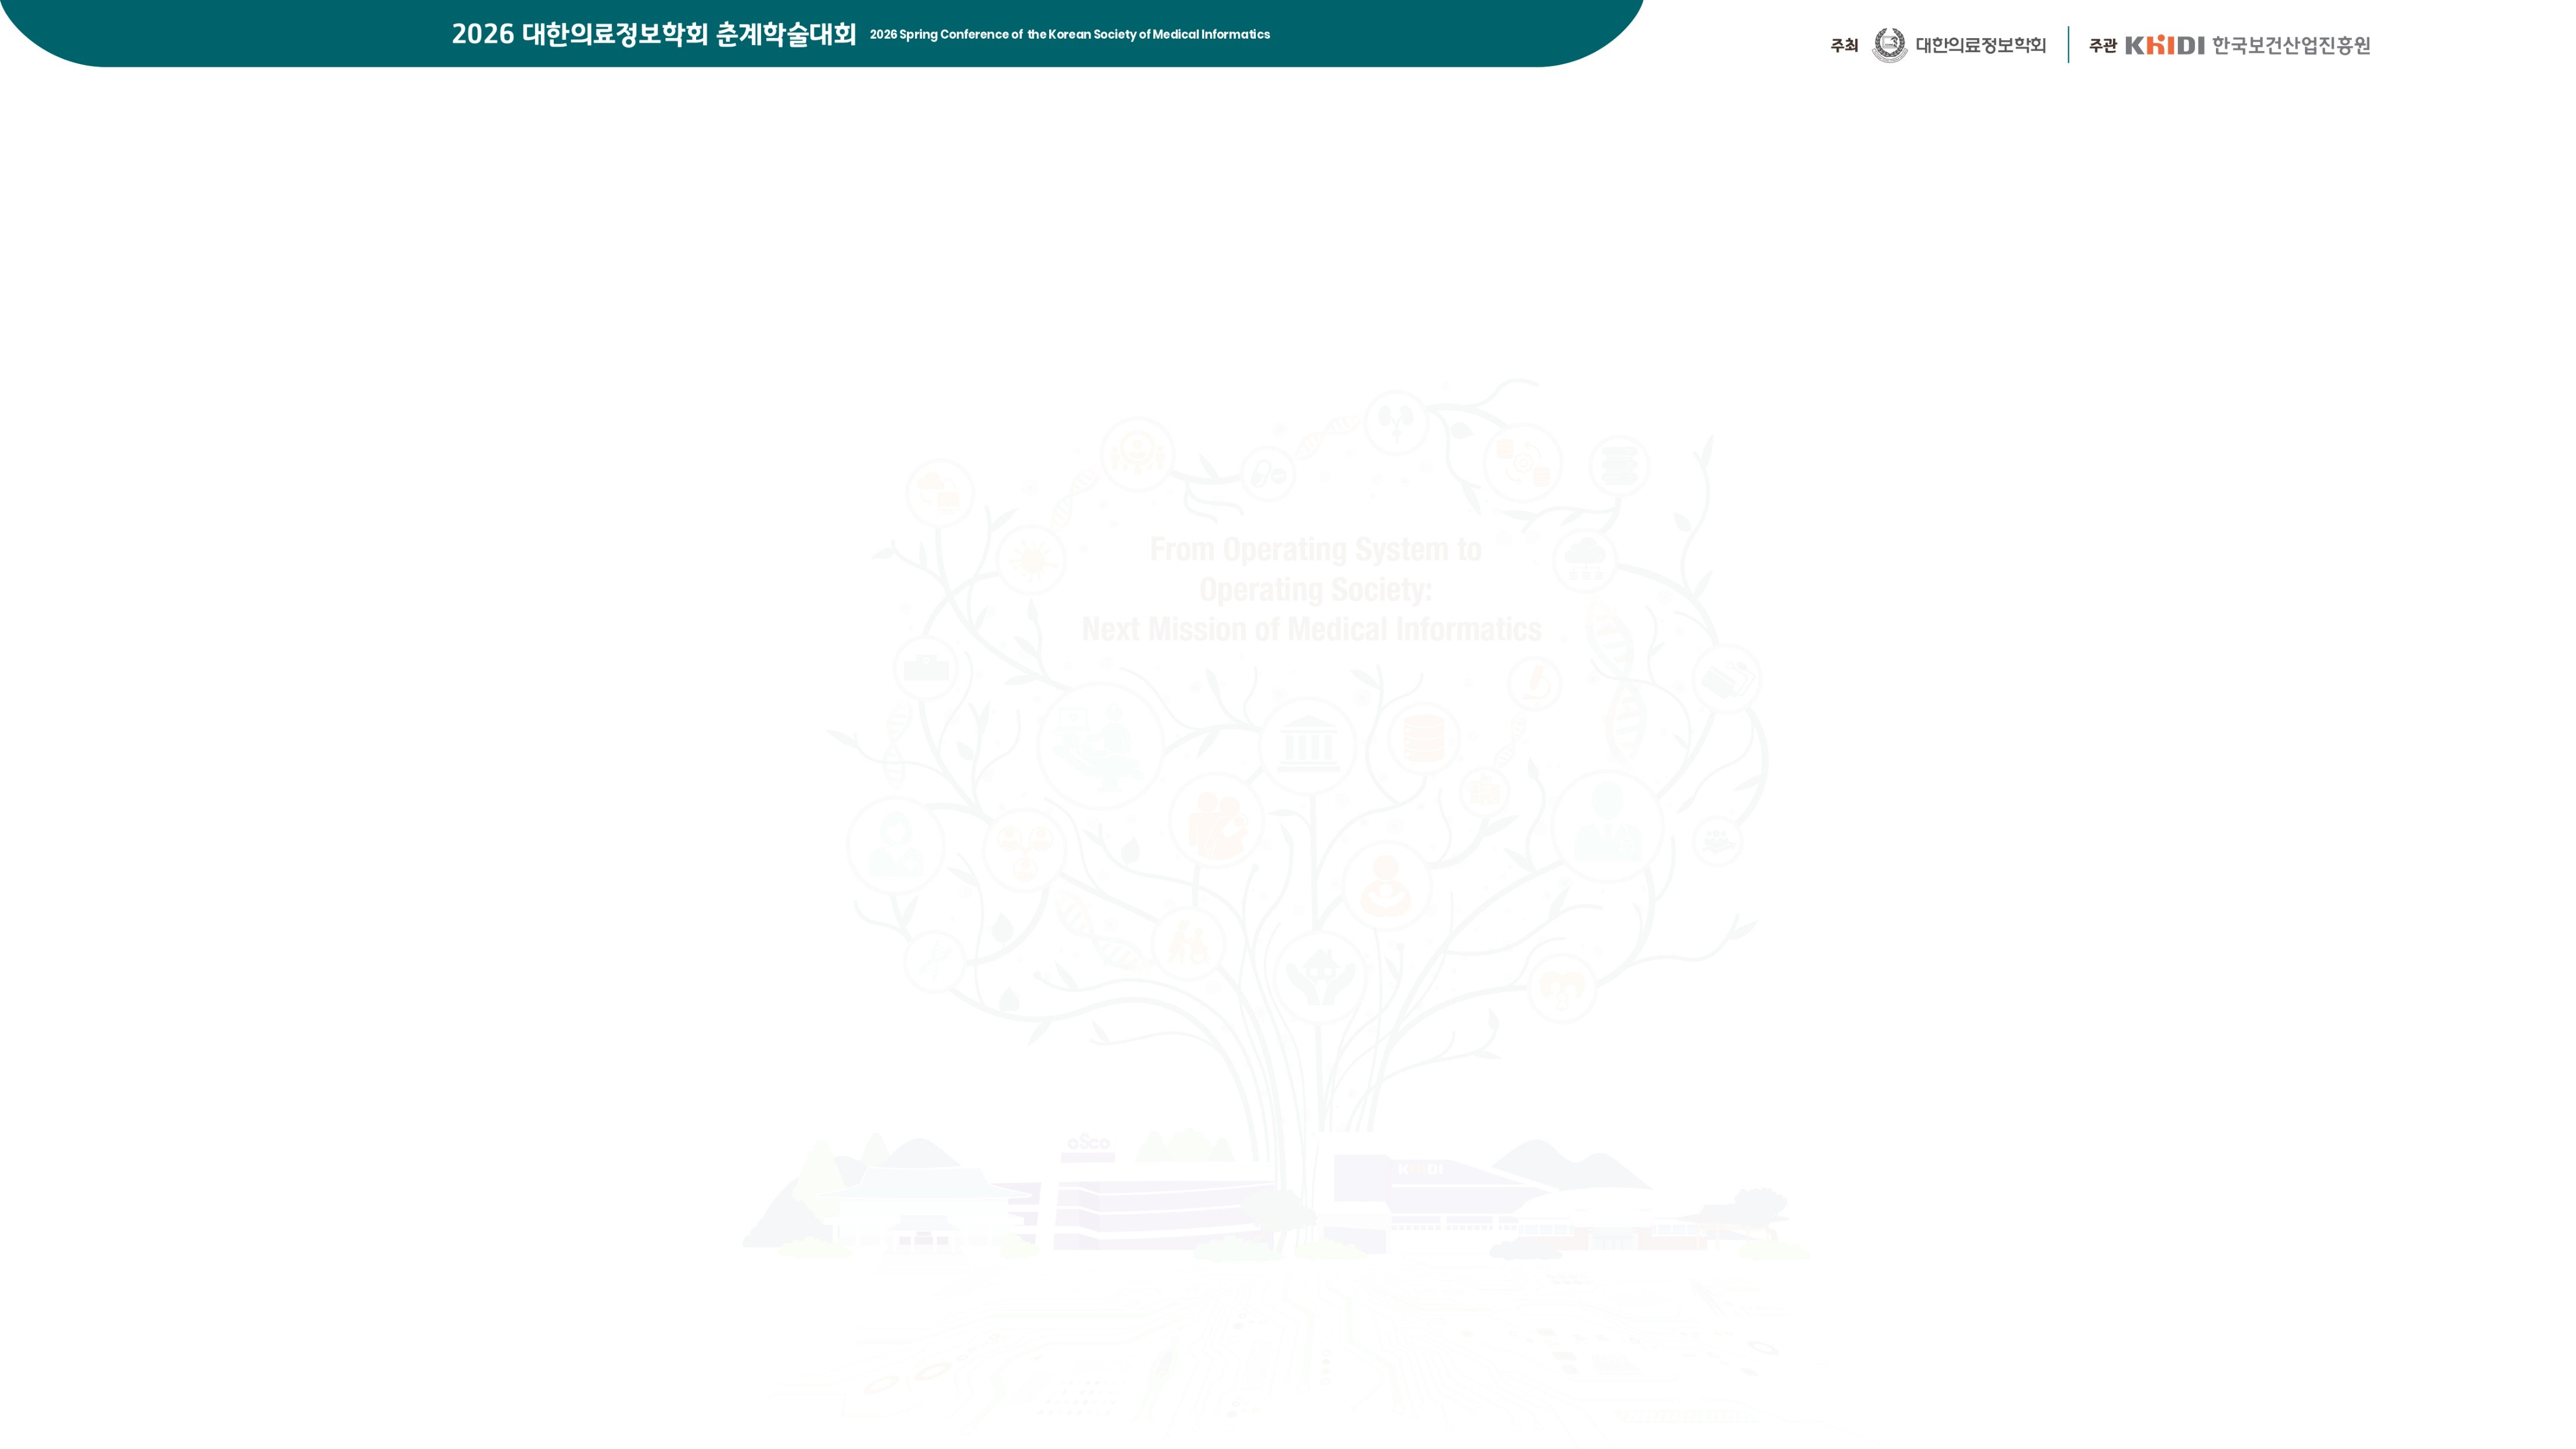 2026 대한의료정보학회 춘계학술대회 2026 Spring Conference of the Korean Society of Medical Informatics
주최 대한의료정보학회 주관 KHIDI 한국보건산업진흥원
From Operating System to
Operating Society:
Next Mission of Medical Informatics
oSco
KHIDI